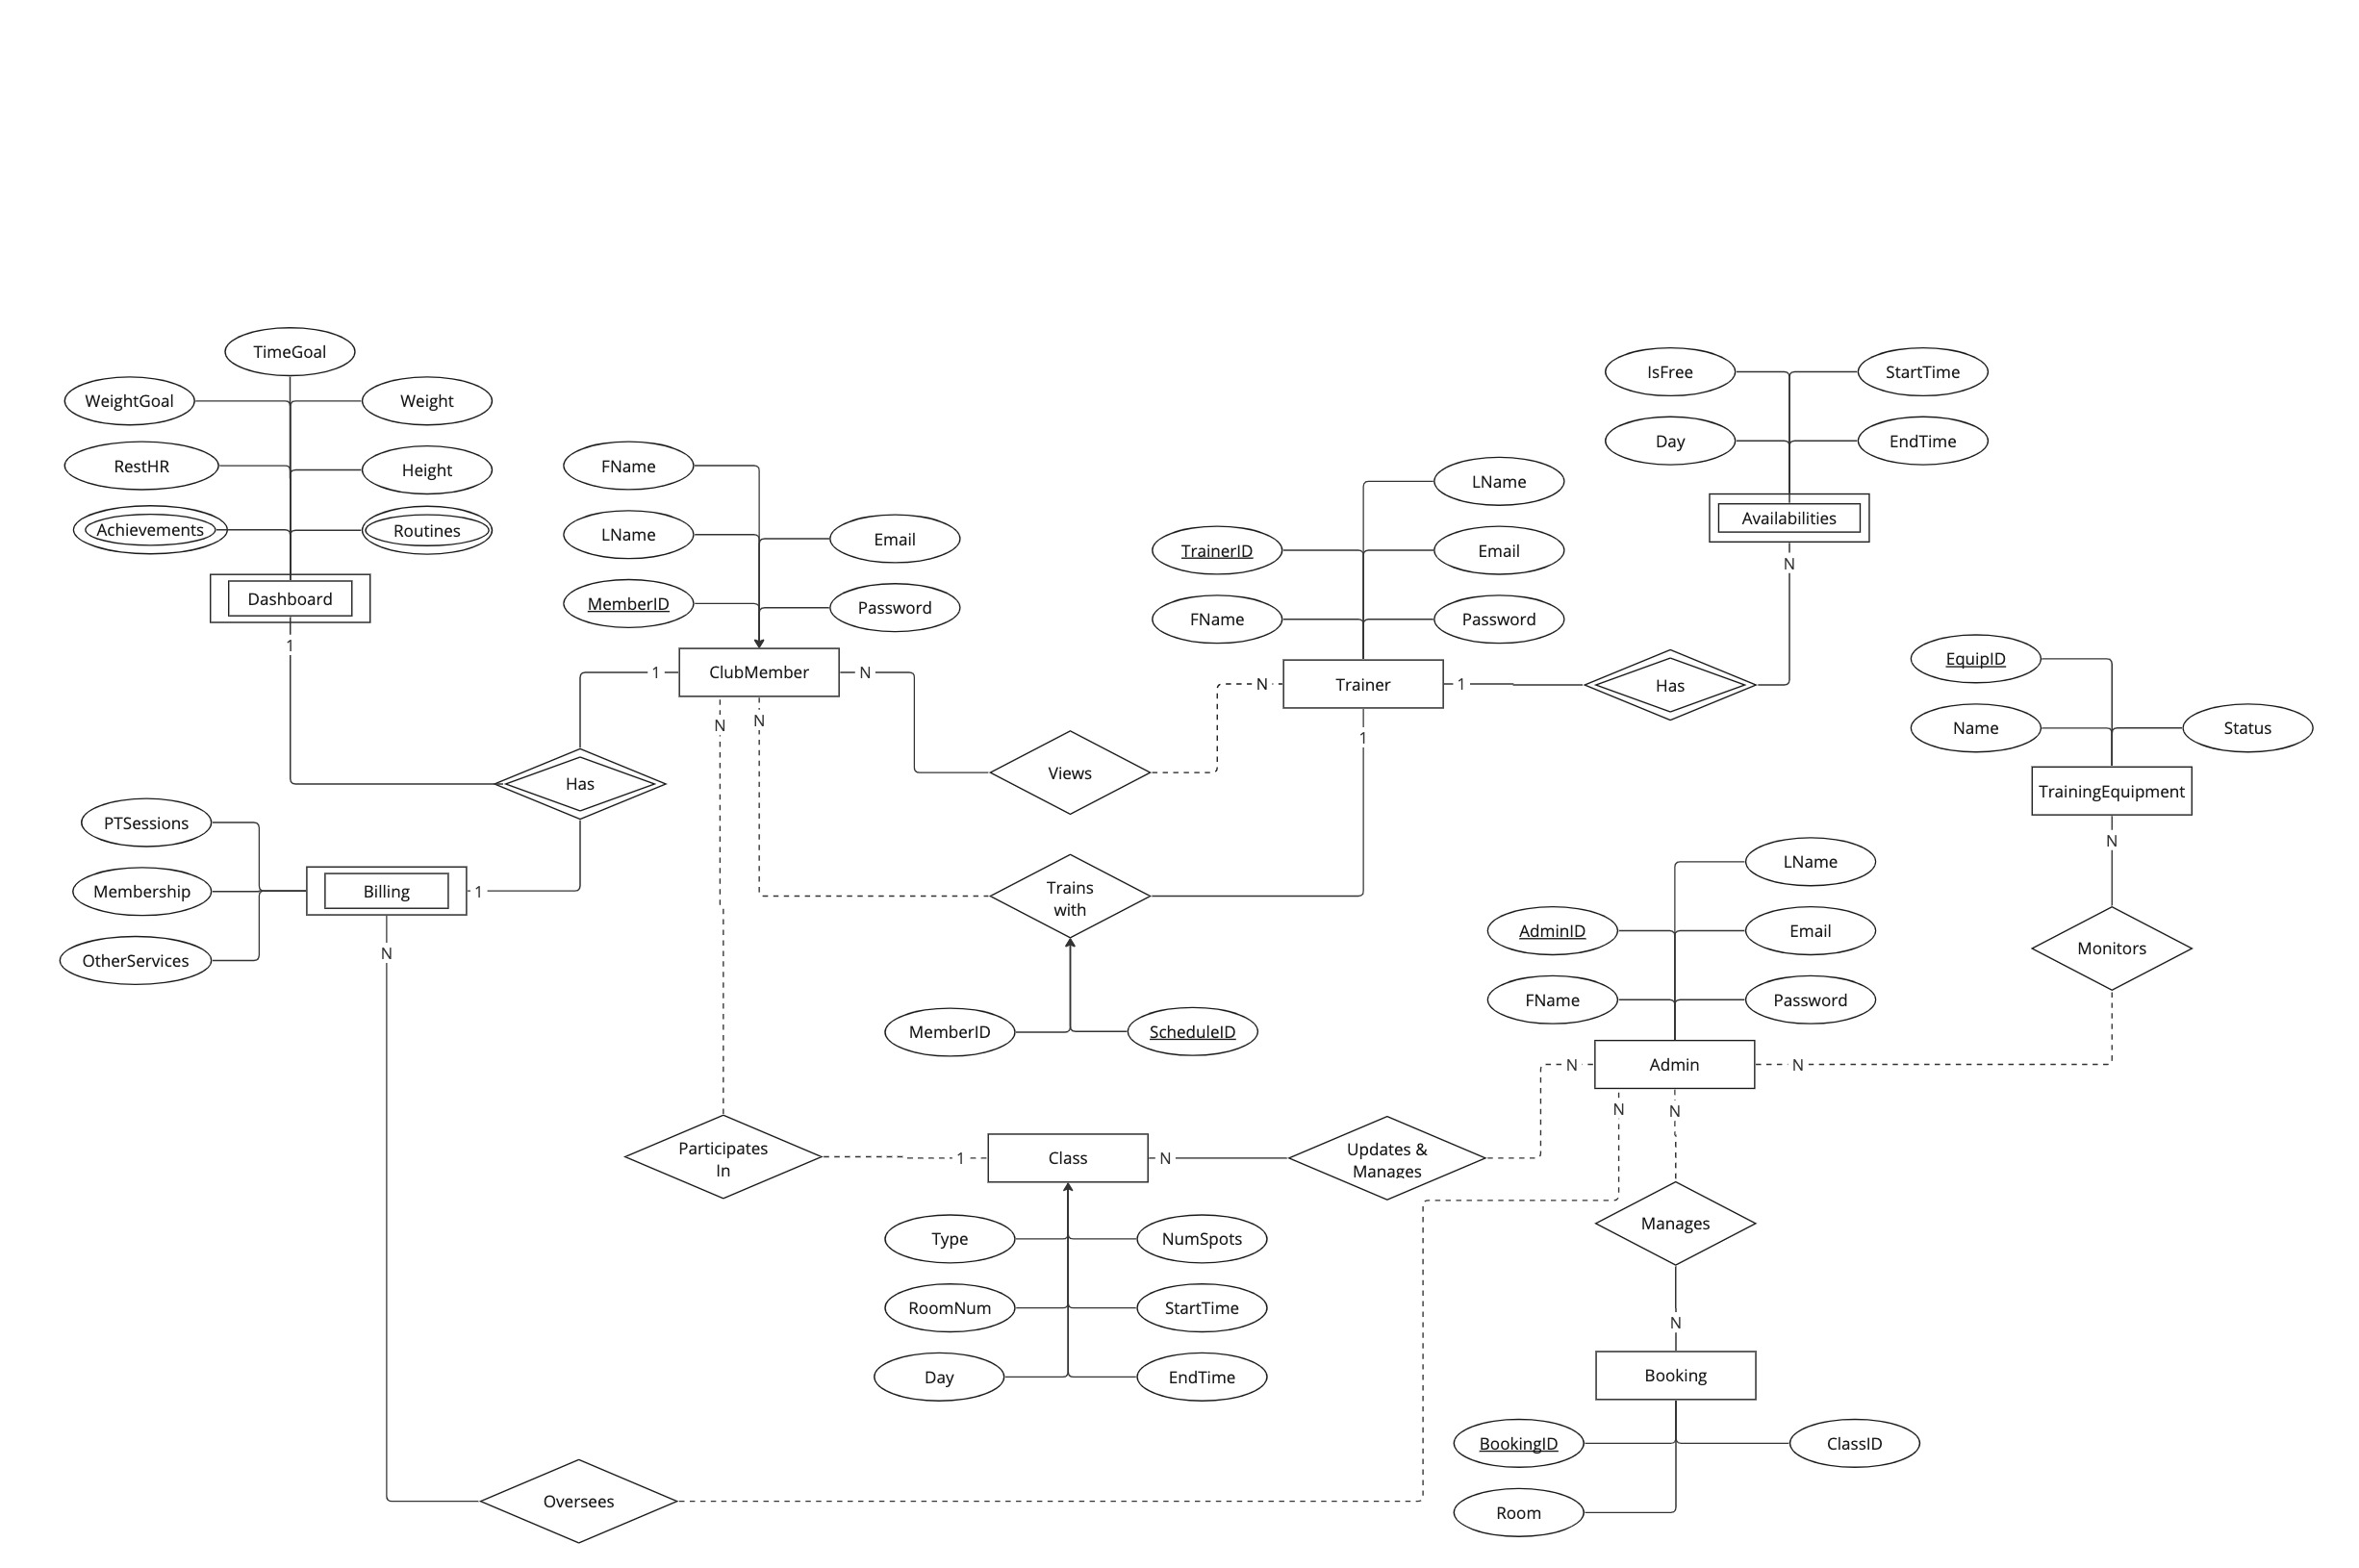 TimeGoal
WeightGoal
Weight
RestHR
Height
Achievements
Routines
Dashboard
1
FName
LName
Email
MemberID
Password
ClubMember
1
N
N
N
Has
PTSessions
Membership
OtherServices
Billing
1
N
Views
N
Trains
with
MemberID
ScheduleID
LName
TrainerID
Email
FName
Password
Trainer
1
1
Has
IsFree
StartTime
Day
EndTime
Availabilities
N
EquipID
Name
Status
TrainingEquipment
N
Monitors
LName
AdminID
Email
FName
Password
Admin
N
N
N
N
Participates
In
1
Class
N
Updates &
Manages
Type
NumSpots
RoomNum
StartTime
Day
EndTime
Manages
N
Booking
BookingID
ClassID
Room
Oversees